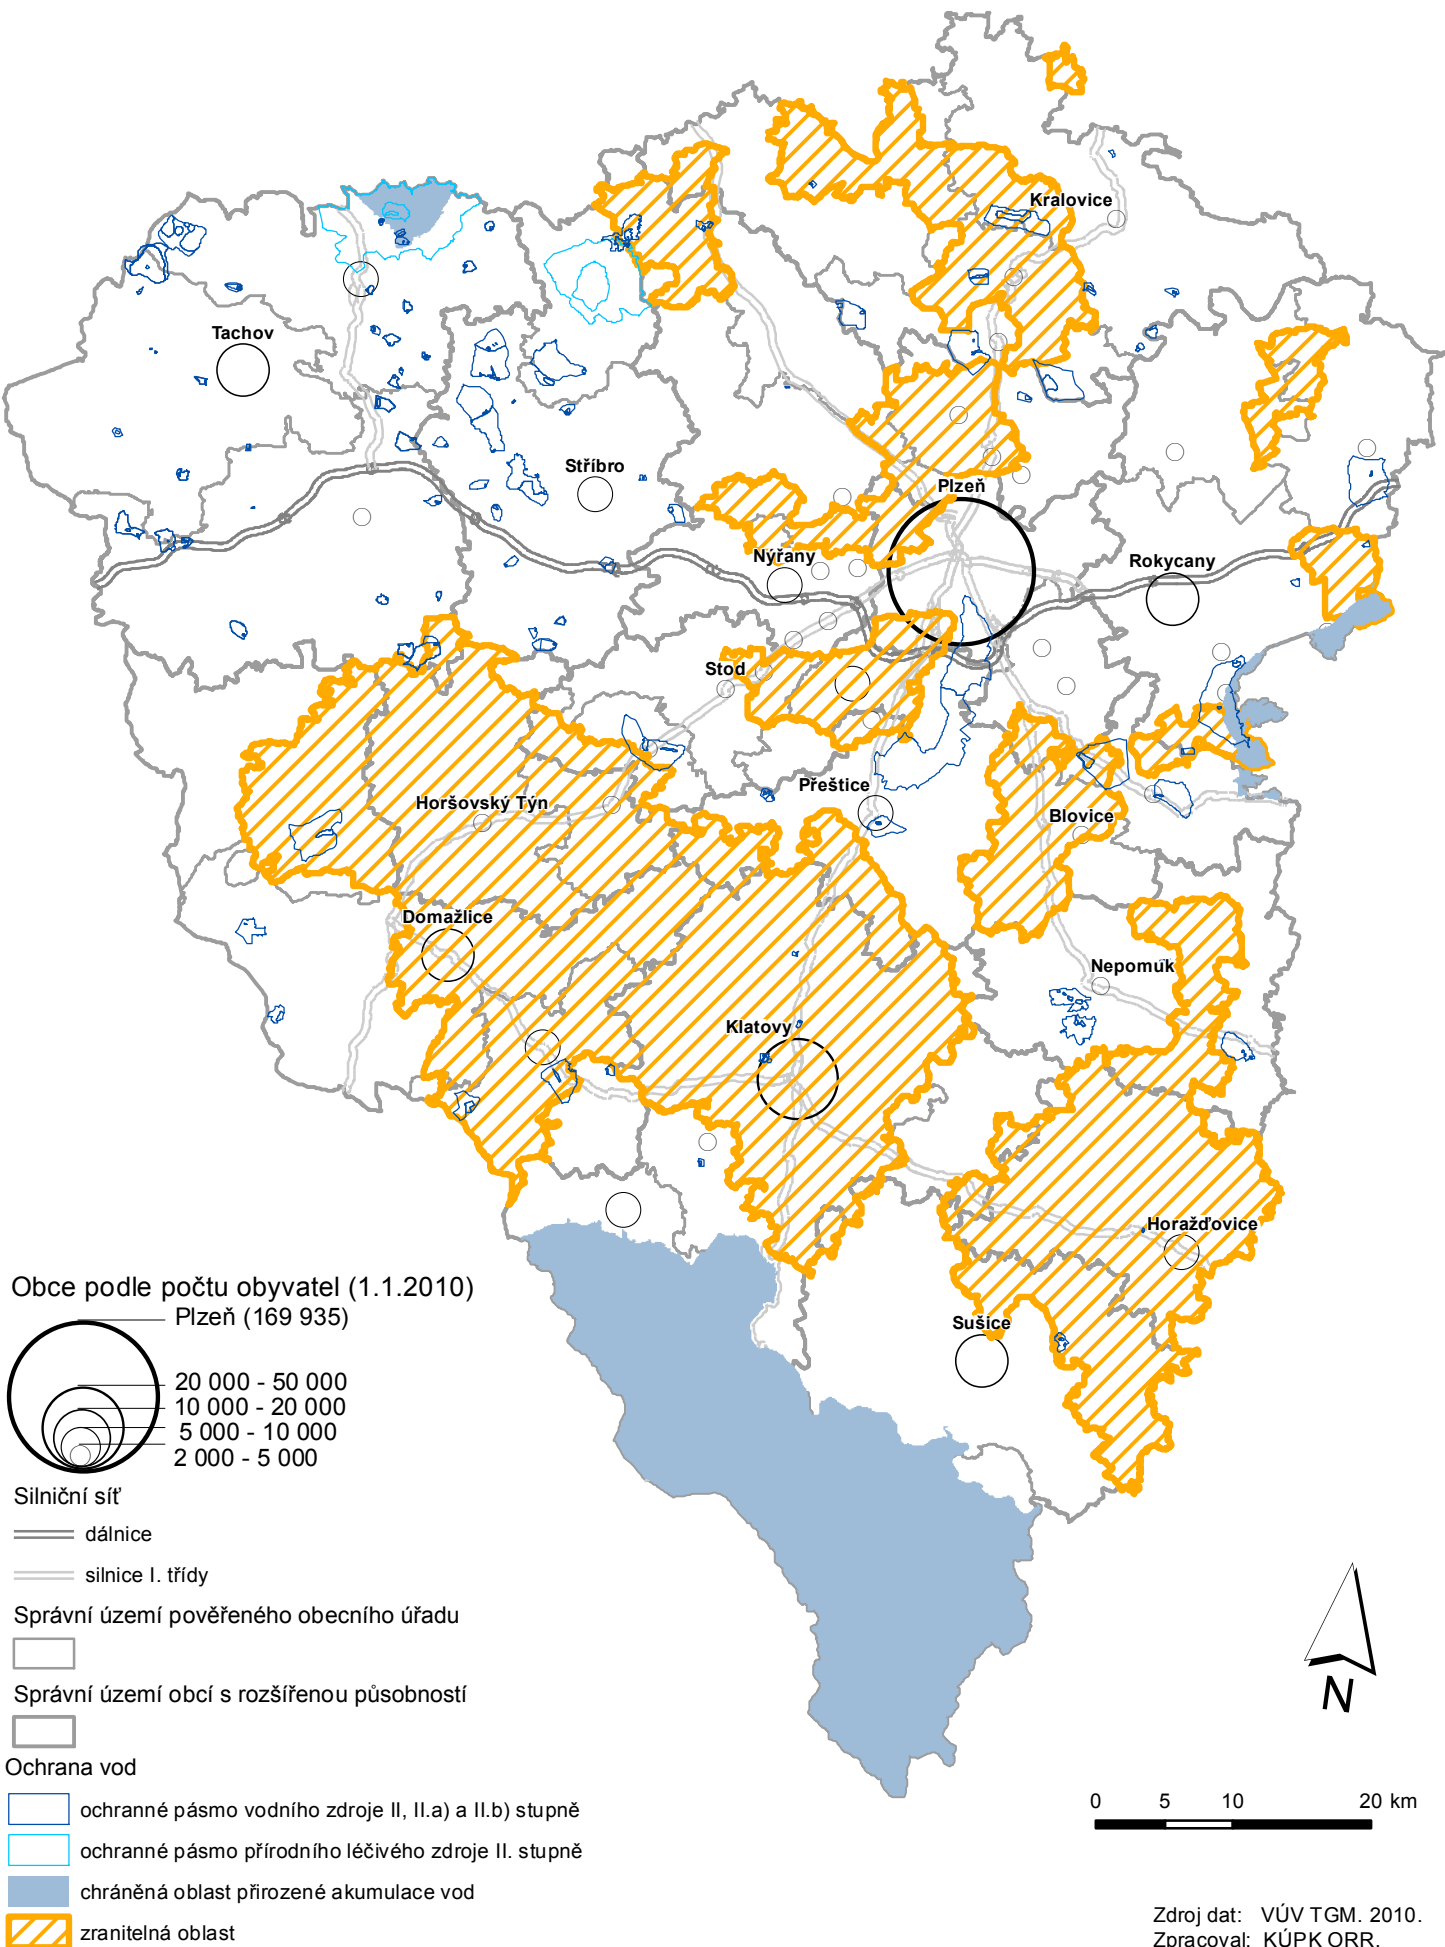 Kralovice
Tachov
Stříbro
Plzeň
Nýřany
Rokycany
Stod
Přeštice
Horšovský Týn
Blovice
Domažlice
Nepomuk
Klatovy
Horažďovice
Sušice
Obce podle počtu obyvatel (1.1.2010)
Plzeň (169 935)
20 000 - 50 000
10 000 - 20 000
5 000 - 10 000
2 000 - 5 000
Silniční síť
dálnice
silnice I. třídy
Správní území pověřeného obecního úřadu
Správní území obcí s rozšířenou působností
Ochrana vod
ochranné pásmo vodního zdroje II, II.a) a II.b) stupně
ochranné pásmo přírodního léčivého zdroje II. stupně
chráněná oblast přirozené akumulace vod
zranitelná oblast
N
0 5 10 20 km
Zdroj dat: VÚV TGM. 2010.
Zpracoval: KÚPK ORR.